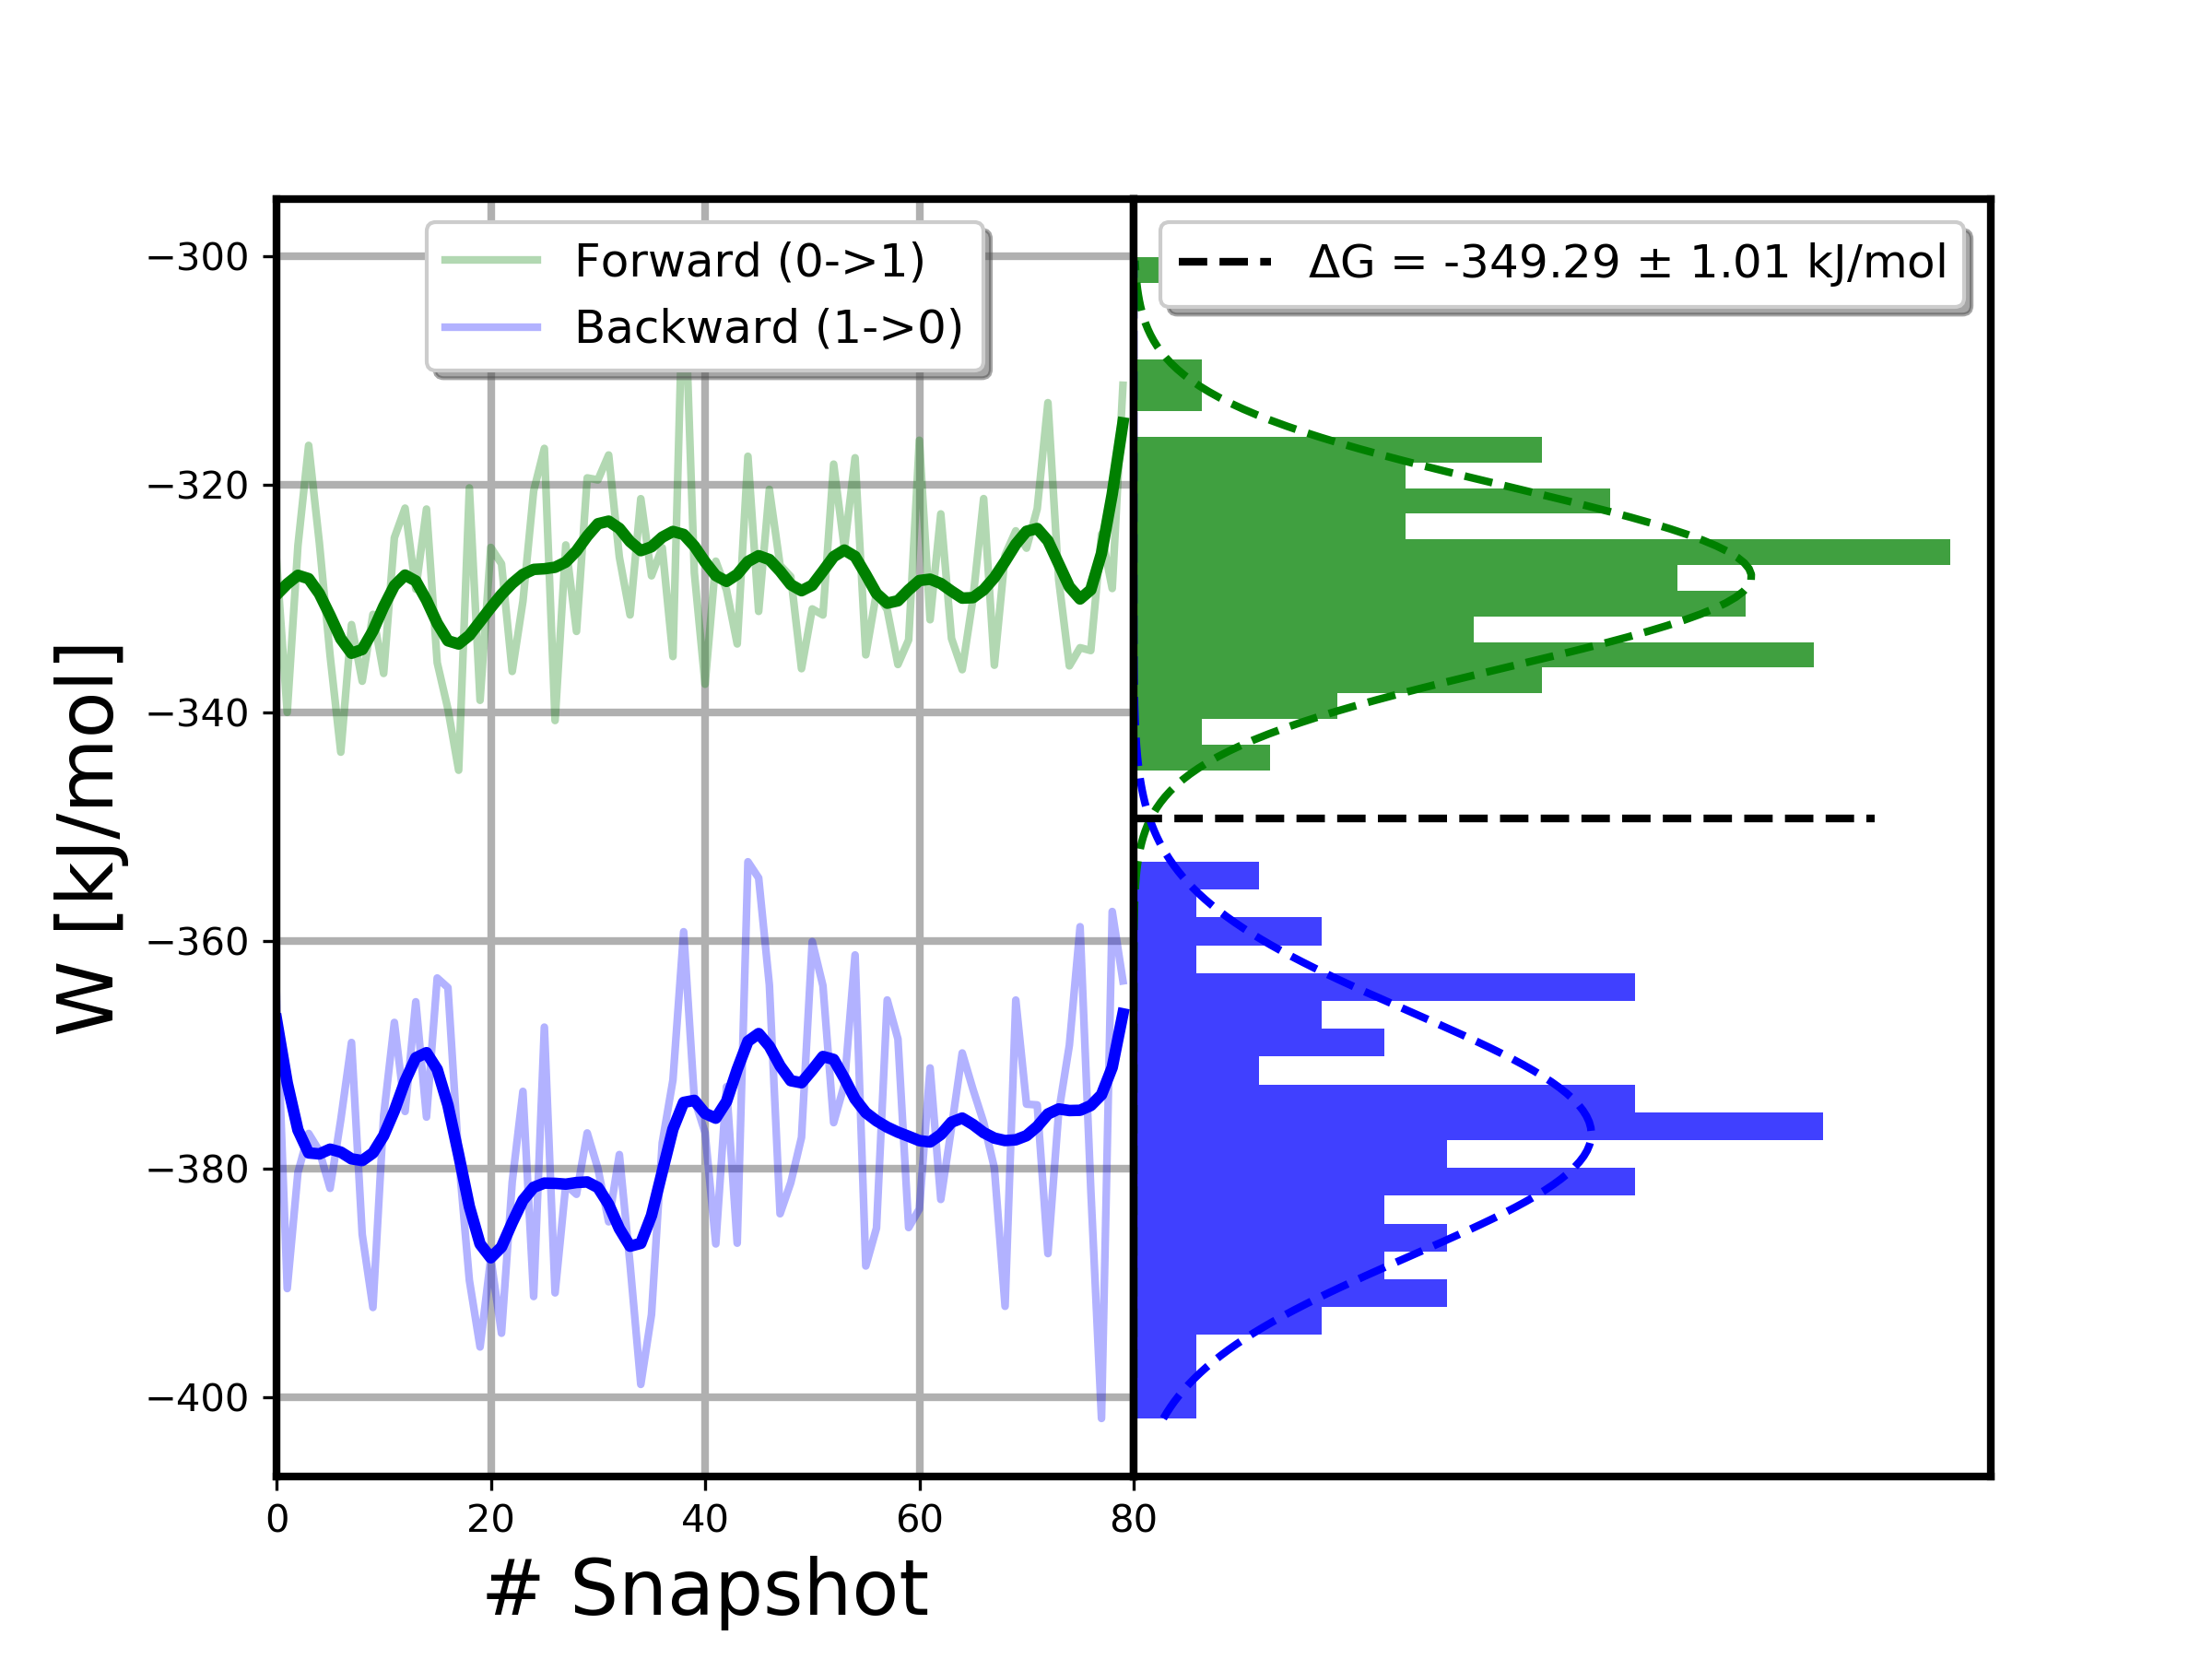 Forward (0->1)
Backward (1->0)
ΔG = -349.29 ± 1.01 kJ/mol
W [kJ/mol]
−300
−320
−340
−360
−380
−400
0 20 40 60 80
# Snapshot